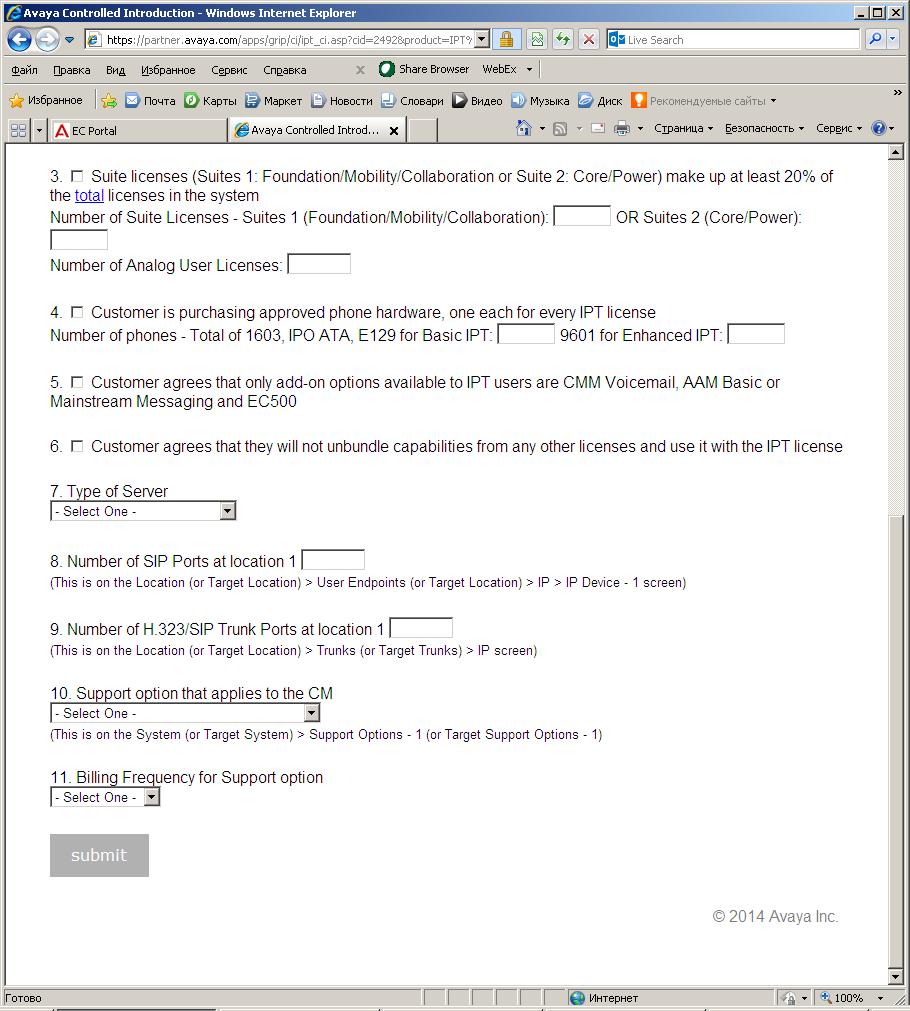 Avaya Controlled Introduction - Windows Internet Explorer
https://partner.avaya.com/apps/grip/ci/ipt_ci.asp?cid=2492&product=IPT%
Live Search
Файл Правка Вид Избранное Сервис Справка x Share Browser WebEx
Избранное Почта Карты Маркет Новости Словари Видео Музыка Диск Рекомендуемые сайты »
EC Portal Avaya Controlled Introd... x Страница Безопасность Сервис
3. Suite licenses (Suites 1: Foundation/Mobility/Collaboration or Suite 2: Core/Power) make up at least 20% of
the total licenses in the system
Number of Suite Licenses - Suites 1 (Foundation/Mobility/Collaboration): OR Suites 2 (Core/Power):
Number of Analog User Licenses:
4. Customer is purchasing approved phone hardware, one each for every IPT license
Number of phones - Total of 1603, IPO ATA, E129 for Basic IPT: 9601 for Enhanced IPT:
5. Customer agrees that only add-on options available to IPT users are CMM Voicemail, AAM Basic or
Mainstream Messaging and EC500
6. Customer agrees that they will not unbundle capabilities from any other licenses and use it with the IPT license
7. Type of Server
- Select One -
8. Number of SIP Ports at location 1
(This is on the Location (or Target Location) > User Endpoints (or Target Location) > IP > IP Device - 1 screen)
9. Number of H.323/SIP Trunk Ports at location 1
(This is on the Location (or Target Location) > Trunks (or Target Trunks) > IP screen)
10. Support option that applies to the CM
- Select One -
(This is on the System (or Target System) > Support Options - 1 (or Target Support Options - 1)
11. Billing Frequency for Support option
- Select One -
submit
© 2014 Avaya Inc.
Готово Интернет 100%